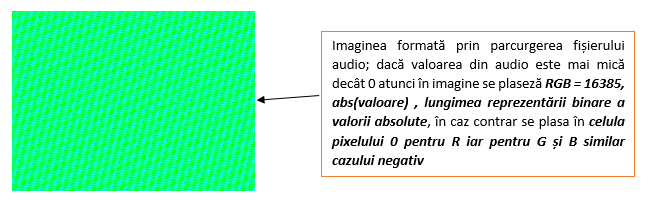 Imaginea formată prin parcurgerea fișierului
audio; dacă valoarea din audio este mai mică
decât 0 atunci în imagine se plaseză RGB = 16385,
abs(valoare) , lungimea reprezentării binare a
valorii absolute, în caz contrar se plasa în celula
pixelului 0 pentru R iar pentru G și B similar
cazului negativ